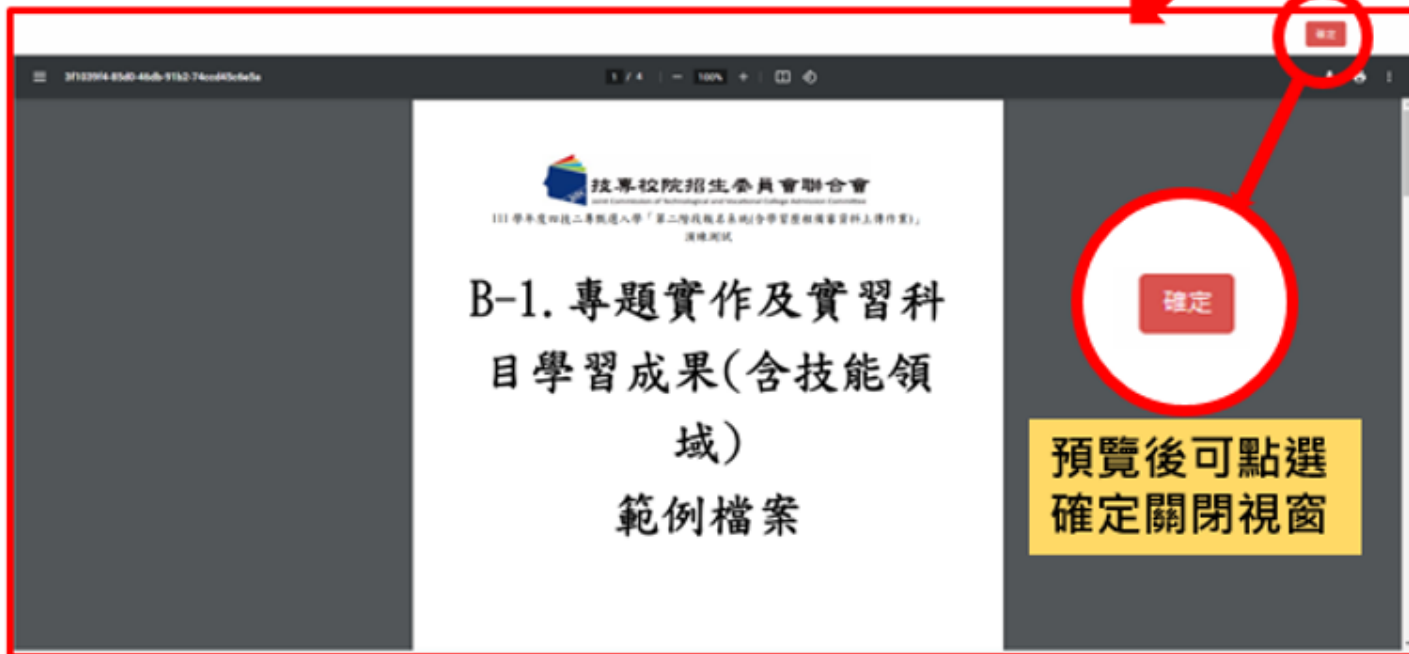 確定
1 / 4
100%
技專校院招生委員會聯合會
Joint Commission of Technological and Vocational College Admission Committee
111 學年度四技二專甄選入學「第二階段報名系統(含學習歷程備審資料上傳作業)」
演練測試
B-1. 專題實作及實習科
目學習成果(含技能領
域)
範例檔案
確定
預覽後可點選
確定關閉視窗